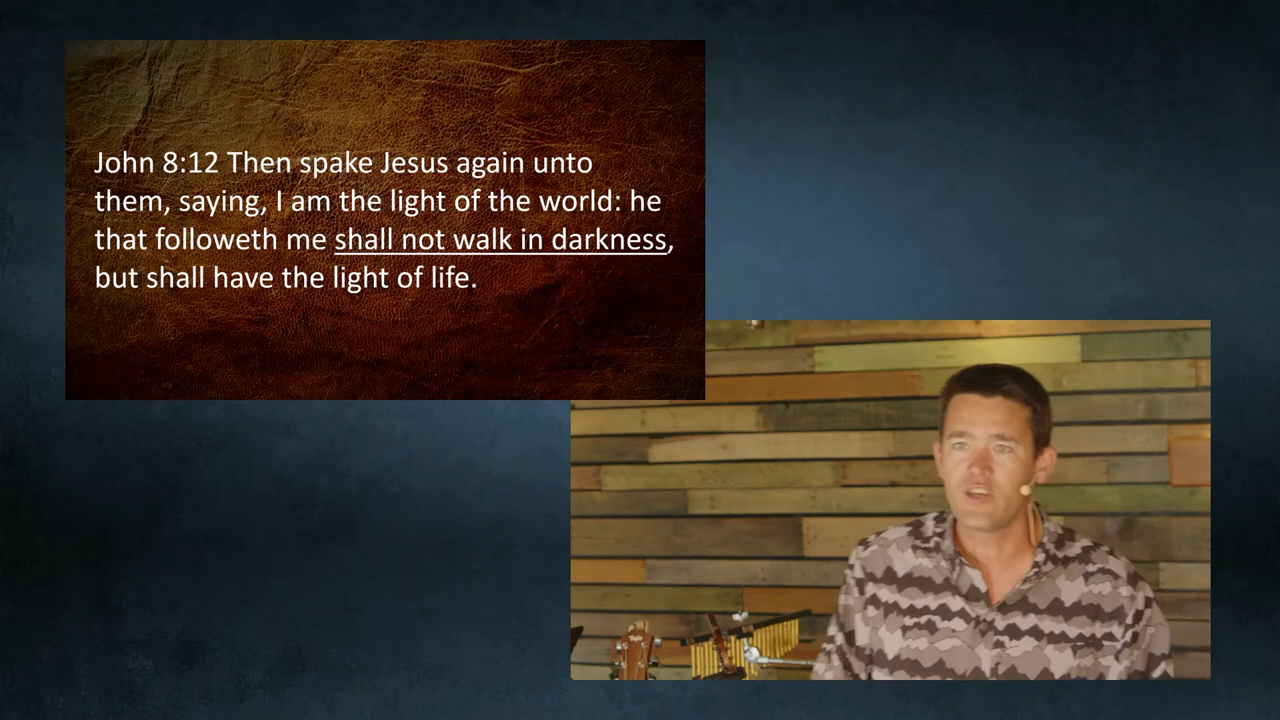 John 8:12 Then spake Jesus again unto
them, saying, I am the light of the world: he
that followeth me shall not walk in darkness,
but shall have the light of life.
Taylor